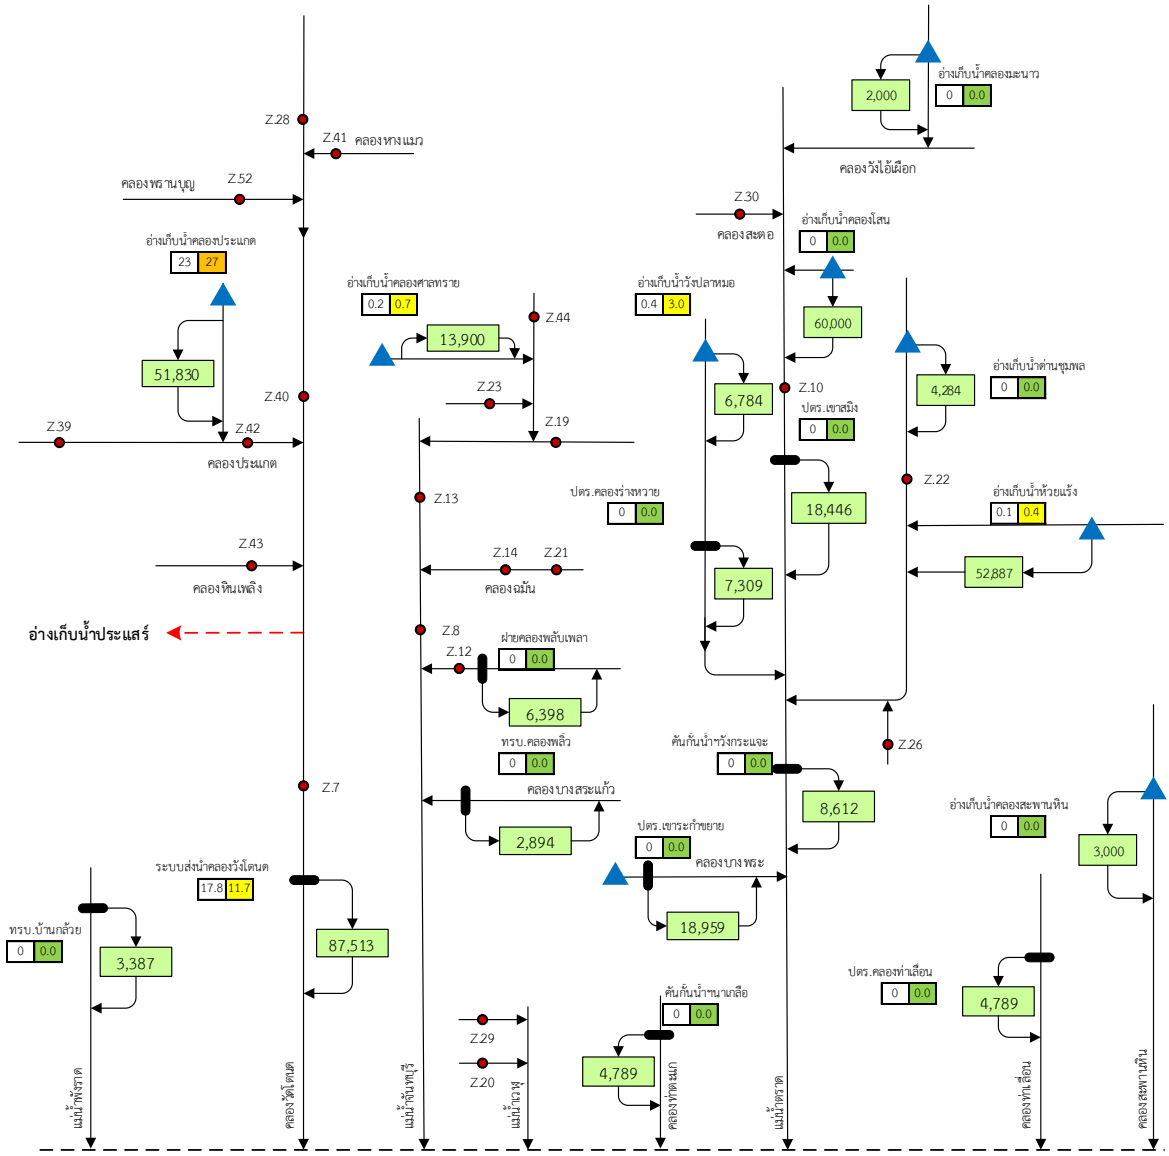 อ่างเก็บน้ำคลองมะนาว
2,000
0 0.0
Z.28
Z.41
คลองหางแมว
คลองวังไอ้เผือก
คลองพรานบุญ
Z.52
Z.30
คลองสะตอ
อ่างเก็บน้ำคลองโสน
0 0.0
อ่างเก็บน้ำคลองประแกด
23 27
อ่างเก็บน้ำคลองศาลทราย
0.2 0.7
อ่างเก็บน้ำวังปลาหมอ
0.4 3.0
Z.44
60,000
13,900
51,830
อ่างเก็บน้ำด่านชุมพล
0 0.0
4,284
Z.40
Z.23
6,784
Z.10
ปตร.เขาสมิง
0 0.0
Z.39
Z.42
Z.19
คลองประแกต
Z.22
Z.13
ปตร.คลองร่างหวาย
0 0.0
18,446
อ่างเก็บน้ำห้วยแร้ง
0.1 0.4
Z.43
Z.14
Z.21
คลองหินเพลิง
คลองฉมัน
7,309
52,887
อ่างเก็บน้ำประแสร์
Z.8
ฝายคลองพลับเพลา
0 0.0
Z.12
6,398
ทรบ.คลองพลิ้ว
0 0.0
คันกั้นน้ำฯวังกระแจะ
0 0.0
Z.26
Z.7
คลองบางสระแก้ว
8,612
อ่างเก็บน้ำคลองสะพานหิน
0 0.0
2,894
ปตร.เขาระกำขยาย
0 0.0
คลองบางพระ
3,000
ระบบส่งน้ำคลองวังโตนด
17.8 11.7
18,959
ทรบ.บ้านกล้วย
0 0.0
3,387
87,513
ปตร.คลองท่าเลื่อน
0 0.0
4,789
คันกั้นน้ำฯนาเกลือ
0 0.0
Z.29
Z.20
4,789
แม่น้ำพังราด
คลองวัดโตนด
แม่น้ำจันทบุรี
แม่น้ำเวฬุ
คลองท่าตะแก
แม่น้ำตราด
คลองท่าเลื่อน
คลองสะพานหิน